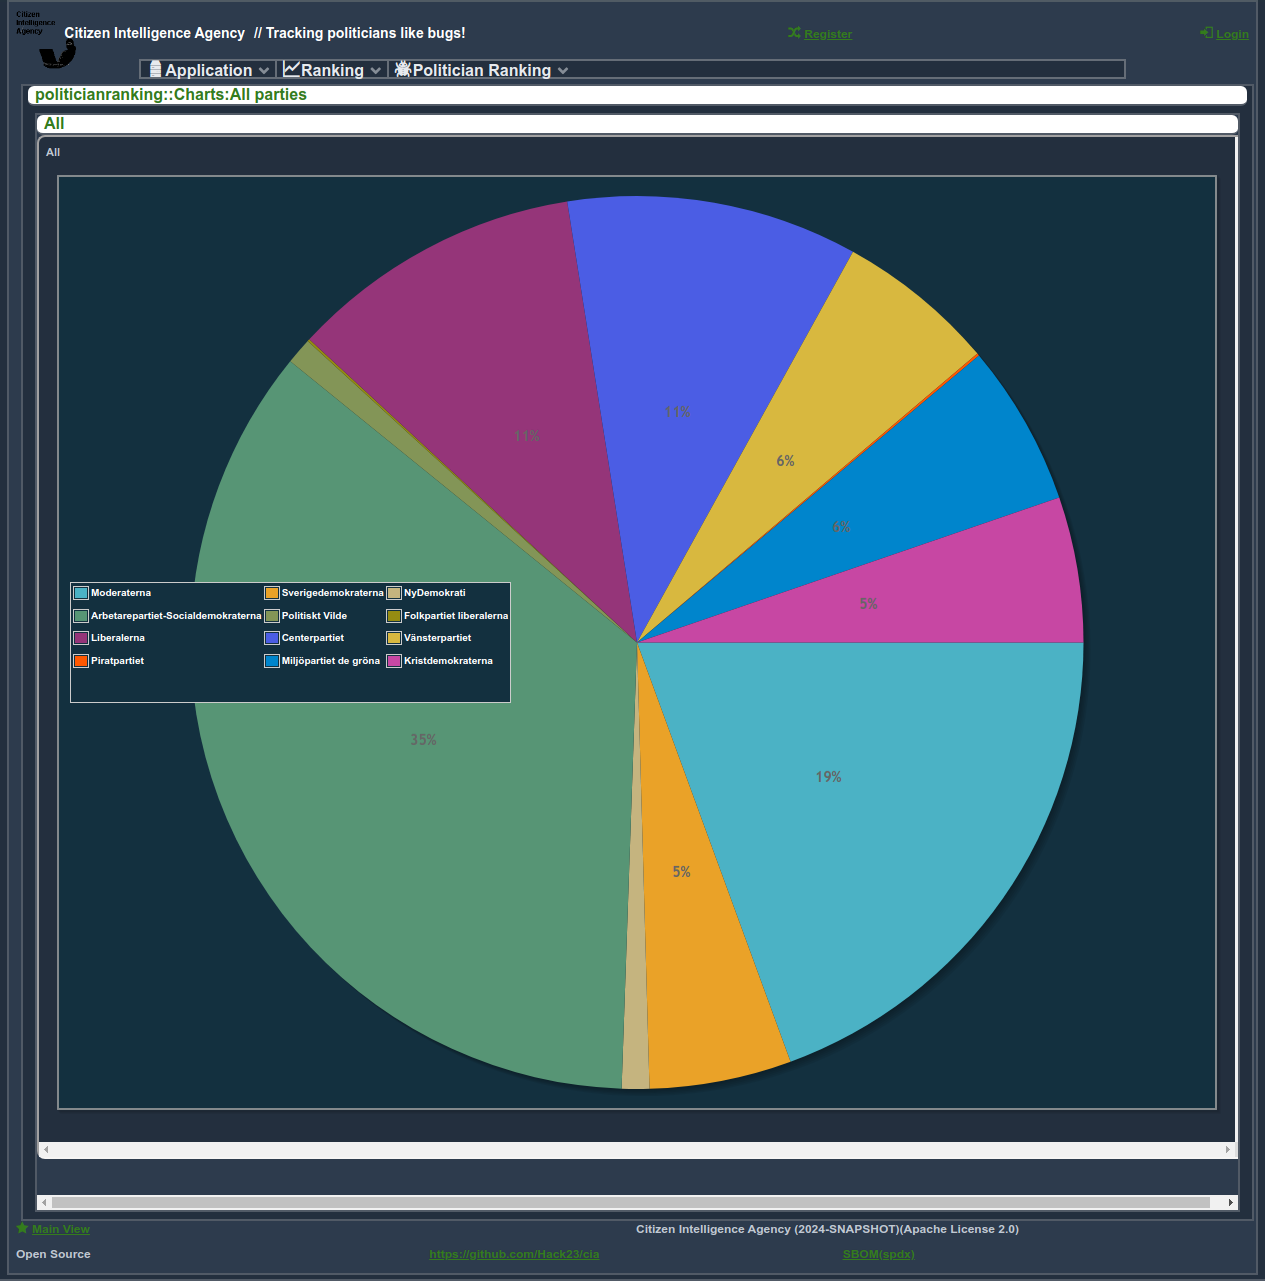 Citizen
Intelligence
Agency
Citizen Intelligence Agency // Tracking politicians like bugs!
Register
Login
Application
Ranking
Politician Ranking
politicianranking::Charts:All parties
All
All
11%
11%
6%
6%
5%
Moderaterna
Sverigedemokraterna
NyDemokrati
Arbetarepartiet-Socialdemokraterna
Politiskt Vilde
Folkpartiet liberalerna
Liberalerna
Centerpartiet
Vänsterpartiet
Piratpartiet
Miljöpartiet de gröna
Kristdemokraterna
35%
19%
5%
Main View
Citizen Intelligence Agency (2024-SNAPSHOT)(Apache License 2.0)
Open Source
https://github.com/Hack23/cia
SBOM(spdx)